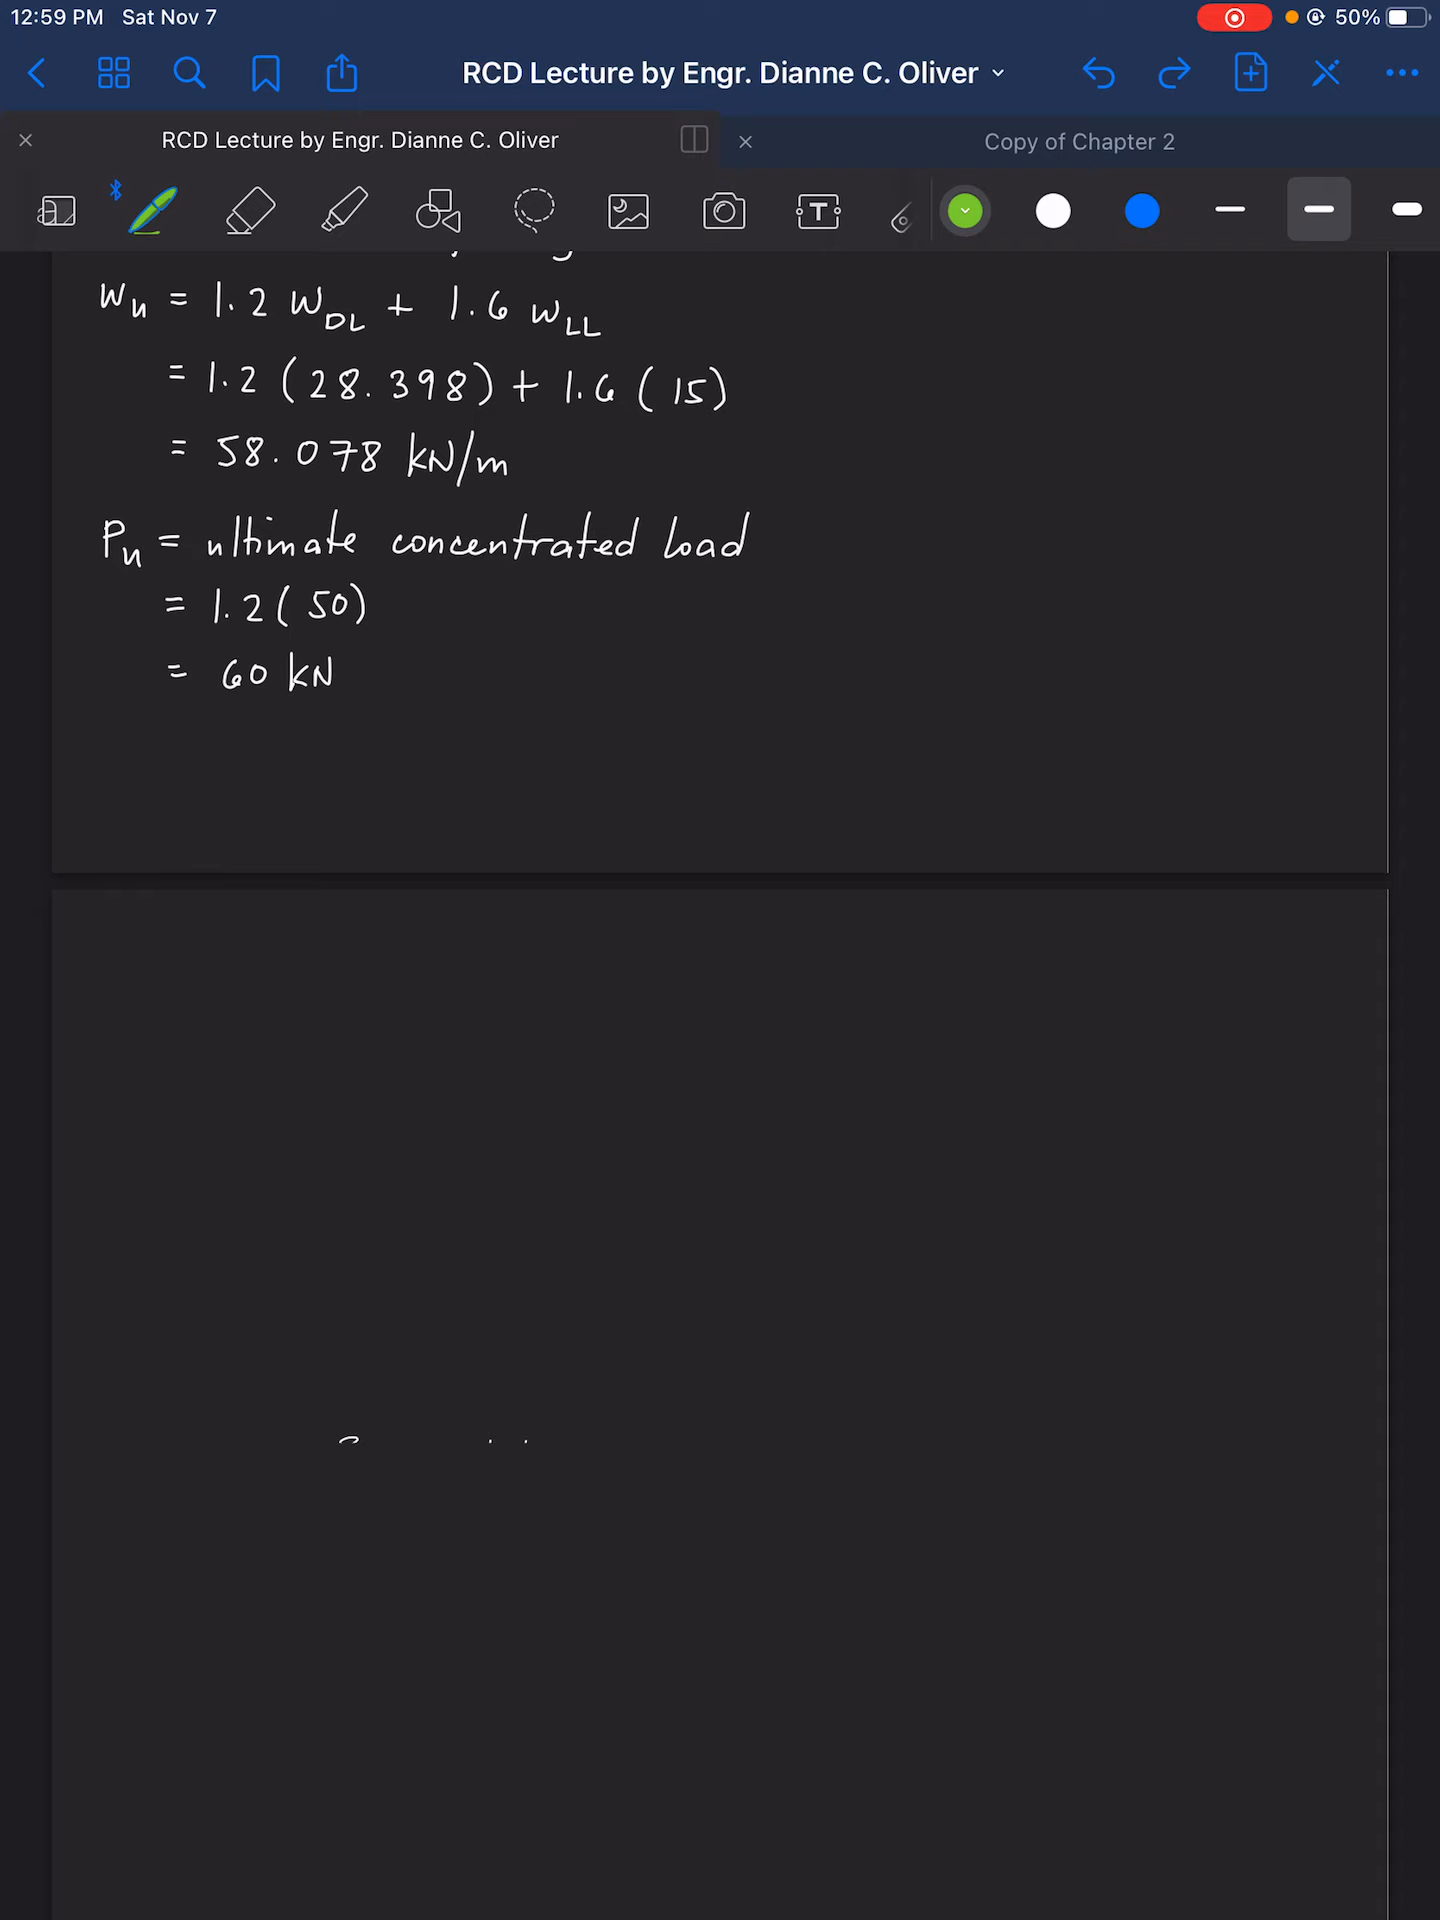 12:59 PM Sat Nov 7
50%
RCD Lecture by Engr. Dianne C. Oliver
RCD Lecture by Engr. Dianne C. Oliver
Copy of Chapter 2
T
Wu = 1.2 WDL + 1.6 WLL
= 1.2 (28.398) + 1.6 (15)
= 58.078 kN/m
Pu = ultimate concentrated load
= 1.2(50)
= 60 kN